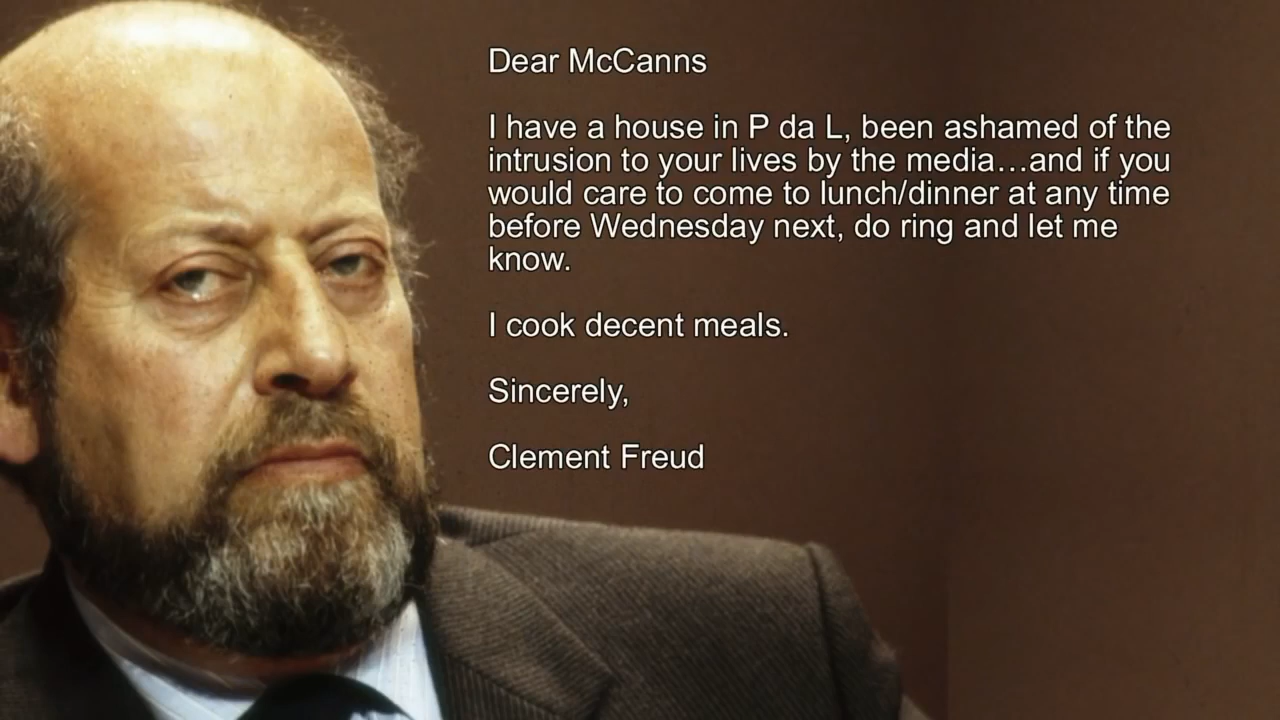 Dear McCanns
I have a house in P da L, been ashamed of the
intrusion to your lives by the media…and if you
would care to come to lunch/dinner at any time
before Wednesday next, do ring and let me
know.
I cook decent meals.
Sincerely,
Clement Freud